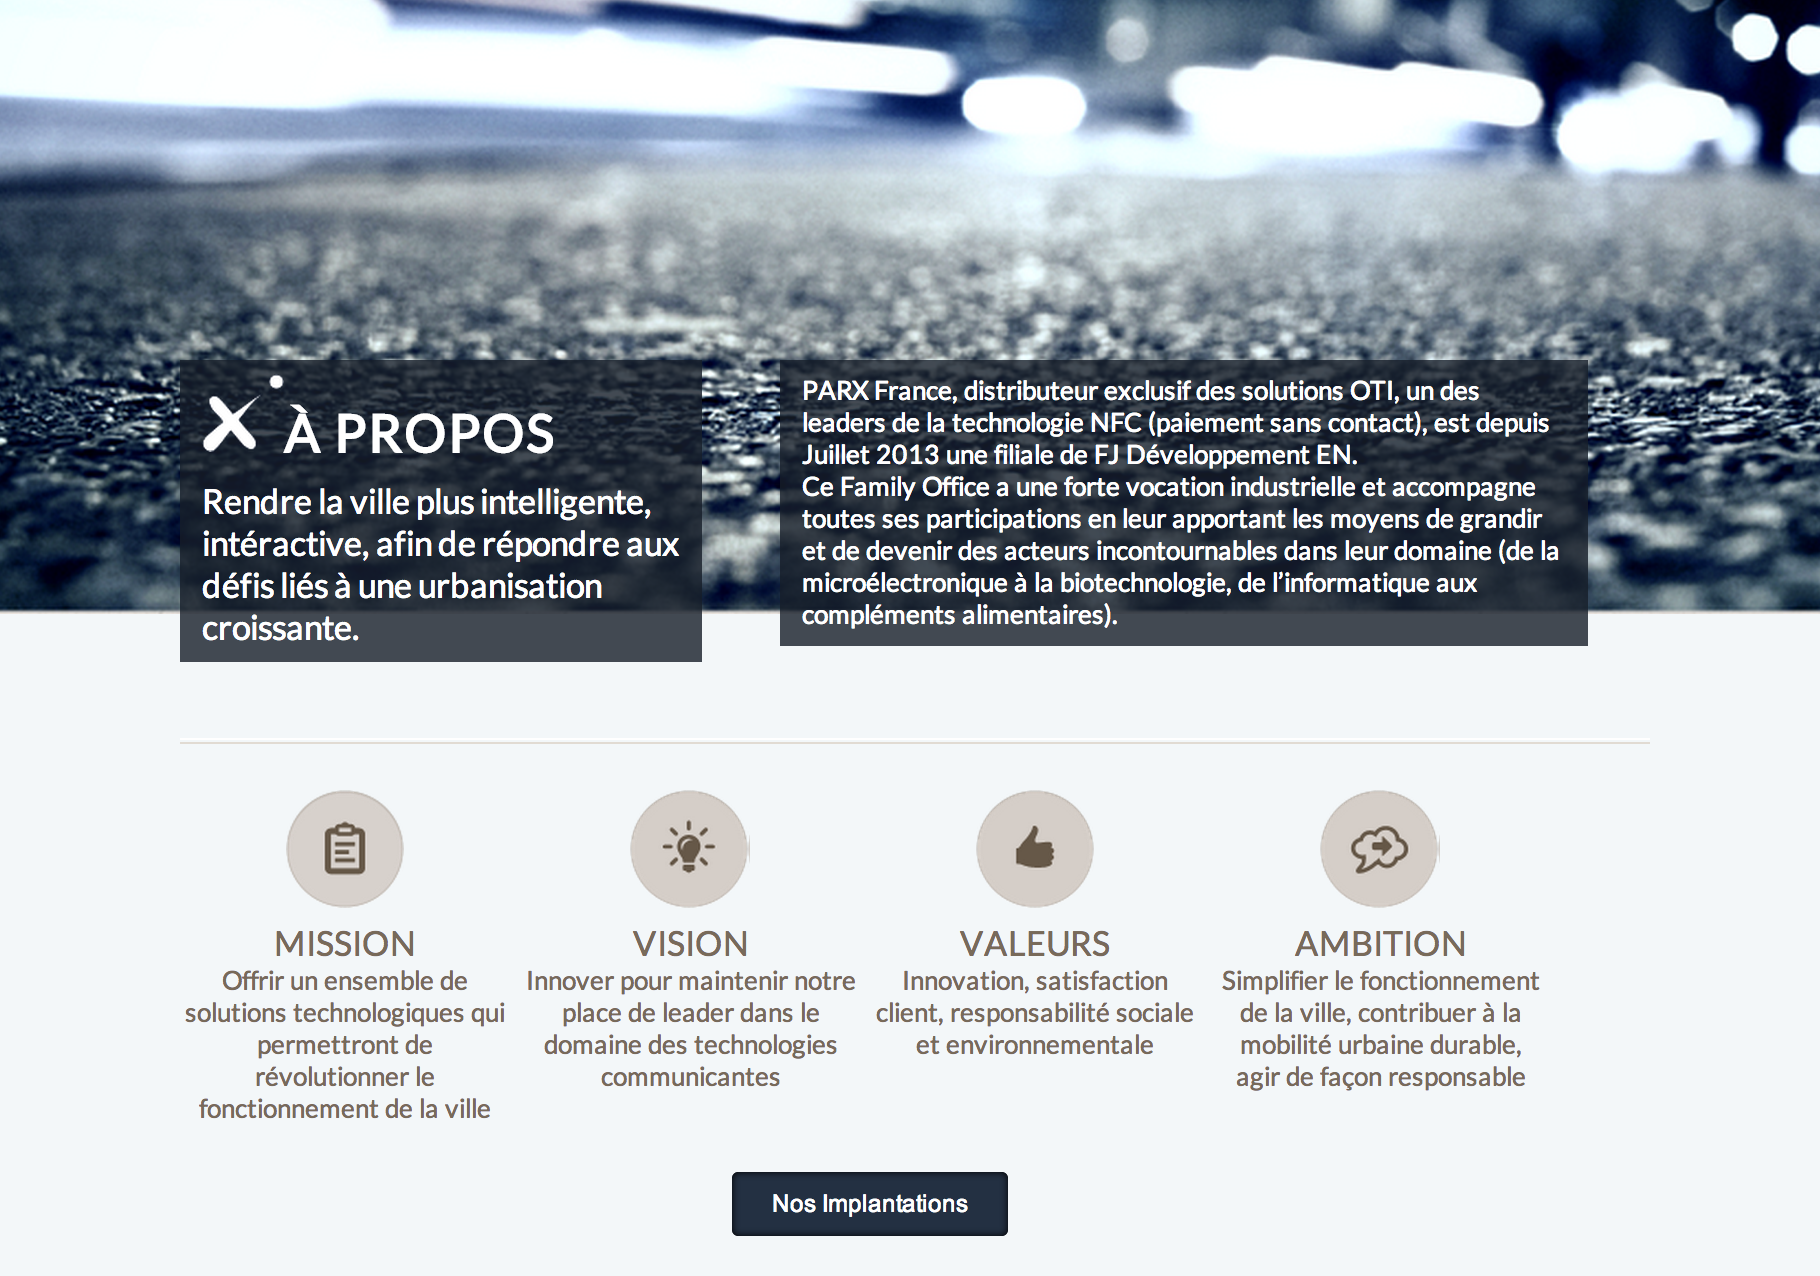 À PROPOS
Rendre la ville plus intelligente,
intéractive, afin de répondre aux
défis liés à une urbanisation
croissante.
PARX France, distributeur exclusif des solutions OTI, un des
leaders de la technologie NFC (paiement sans contact), est depuis
Juillet 2013 une filiale de FJ Développement EN.
Ce Family Office a une forte vocation industrielle et accompagne
toutes ses participations en leur apportant les moyens de grandir
et de devenir des acteurs incontournables dans leur domaine (de la
microélectronique à la biotechnologie, de l'informatique aux
compléments alimentaires).
MISSION
Offrir un ensemble de
solutions technologiques qui
permettront de
révolutionner le
fonctionnement de la ville
VISION
Innover pour maintenir notre
place de leader dans le
domaine des technologies
communicantes
VALEURS
Innovation, satisfaction
client, responsabilité sociale
et environnementale
AMBITION
Simplifier le fonctionnement
de la ville, contribuer à la
mobilité urbaine durable,
agir de façon responsable
Nos Implantations